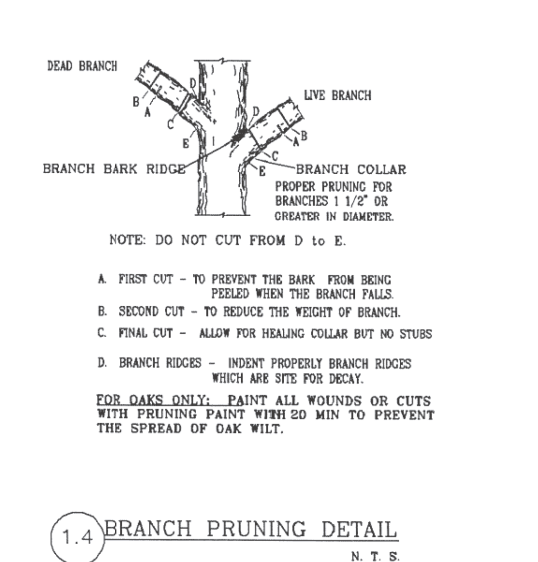 DEAD BRANCH
D
B
A
C
E
LIVE BRANCH
D
B
A
C
E
BRANCH BARK RIDGE
BRANCH COLLAR
PROPER PRUNING FOR
BRANCHES 1 1/2" OR
GREATER IN DIAMETER.
NOTE: DO NOT CUT FROM D to E.
A. FIRST CUT - TO PREVENT THE BARK FROM BEING
PEELED WHEN THE BRANCH FALLS.
B. SECOND CUT - TO REDUCE THE WEIGHT OF BRANCH.
C. FINAL CUT - ALLOW FOR HEALING COLLAR BUT NO STUBS
D. BRANCH RIDGES - INDENT PROPERLY BRANCH RIDGES
WHICH ARE SITE FOR DECAY.
FOR OAKS ONLY: PAINT ALL WOUNDS OR CUTS
WITH PRUNING PAINT WITH 20 MIN TO PREVENT
THE SPREAD OF OAK WILT.
1.4 BRANCH PRUNING DETAIL
N. T. S.